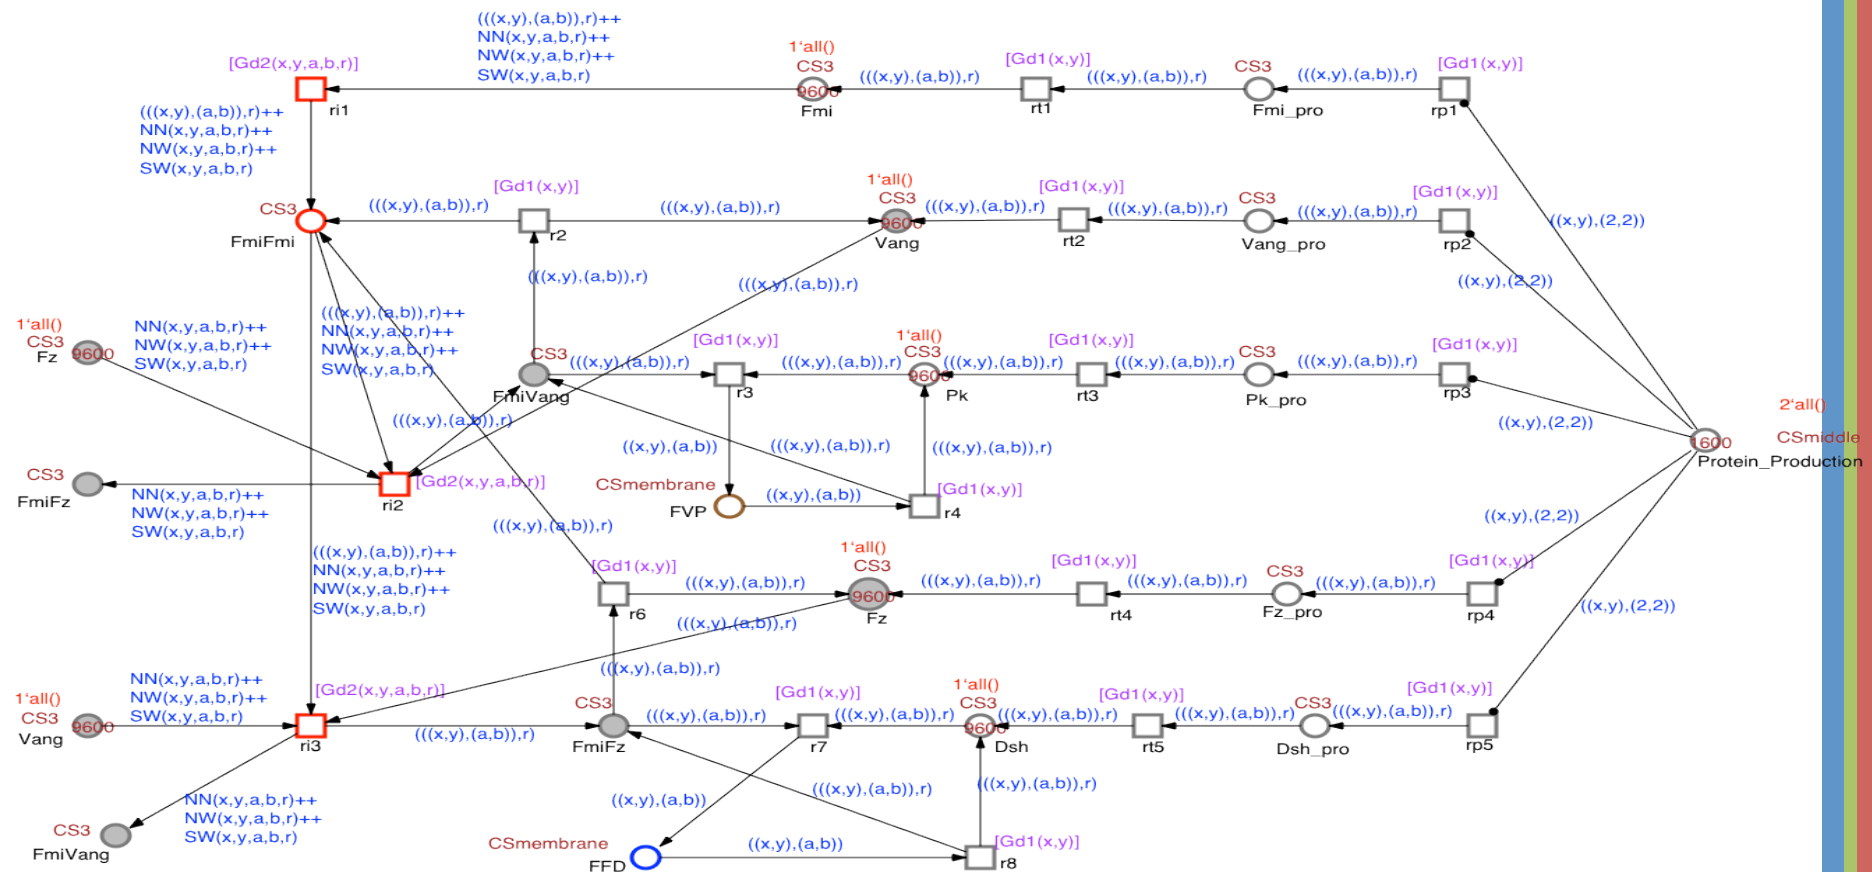 (((x,y),(a,b)),r)++
NN(x,y,a,b,r)++
NW(x,y,a,b,r)++
SW(x,y,a,b,r)
[Gd2(x,y,a,b,r)]
ri1
1‘all()
CS3
9600
Fmi
(((x,y),(a,b)),r)
[Gd1(x,y)]
rt1
(((x,y),(a,b)),r)
CS3
Fmi_pro
(((x,y),(a,b)),r)
[Gd1(x,y)]
rp1
(((x,y),(a,b)),r)++
NN(x,y,a,b,r)++
NW(x,y,a,b,r)++
SW(x,y,a,b,r)
CS3
FmiFmi
(((x,y),(a,b)),r)
[Gd1(x,y)]
r2
(((x,y),(a,b)),r)
1‘all()
CS3
9600
Vang
(((x,y),(a,b)),r)
[Gd1(x,y)]
rt2
(((x,y),(a,b)),r)
CS3
Vang_pro
(((x,y),(a,b)),r)
[Gd1(x,y)]
rp2
((x,y),(2,2))
((x,y),(2,2))
(((x,y),(a,b)),r)
(((x,y),(a,b)),r)
1‘all()
CS3
Fz
9600
NN(x,y,a,b,r)++
NW(x,y,a,b,r)++
SW(x,y,a,b,r)
(((x,y),(a,b)),r)++
NN(x,y,a,b,r)++
NW(x,y,a,b,r)++
SW(x,y,a,b,r)
CS3
FmiVang
(((x,y),(a,b)),r)
[Gd1(x,y)]
r3
(((x,y),(a,b)),r)
1‘all()
CS3
9600
Pk
(((x,y),(a,b)),r)
[Gd1(x,y)]
rt3
(((x,y),(a,b)),r)
CS3
Pk_pro
(((x,y),(a,b)),r)
[Gd1(x,y)]
rp3
((x,y),(2,2))
2‘all()
CSmiddle
1600
Protein_Production
(((x,y),(a,b)),r)
((x,y),(a,b))
(((x,y),(a,b)),r)
(((x,y),(a,b)),r)
CS3
FmiFz
NN(x,y,a,b,r)++
NW(x,y,a,b,r)++
SW(x,y,a,b,r)
[Gd2(x,y,a,b,r)]
ri2
CSmembrane
FVP
((x,y),(a,b))
[Gd1(x,y)]
r4
(((x,y),(a,b)),r)
((x,y),(2,2))
(((x,y),(a,b)),r)++
NN(x,y,a,b,r)++
NW(x,y,a,b,r)++
SW(x,y,a,b,r)
[Gd1(x,y)]
r6
(((x,y),(a,b)),r)
1‘all()
CS3
9600
Fz
(((x,y),(a,b)),r)
[Gd1(x,y)]
rt4
(((x,y),(a,b)),r)
CS3
Fz_pro
(((x,y),(a,b)),r)
[Gd1(x,y)]
rp4
((x,y),(2,2))
(((x,y),(a,b)),r)
(((x,y),(a,b)),r)
1‘all()
CS3
9600
Vang
NN(x,y,a,b,r)++
NW(x,y,a,b,r)++
SW(x,y,a,b,r)
[Gd2(x,y,a,b,r)]
ri3
(((x,y),(a,b)),r)
CS3
FmiFz
(((x,y),(a,b)),r)
[Gd1(x,y)]
r7
(((x,y),(a,b)),r)
1‘all()
CS3
9600
Dsh
(((x,y),(a,b)),r)
[Gd1(x,y)]
rt5
(((x,y),(a,b)),r)
CS3
Dsh_pro
(((x,y),(a,b)),r)
[Gd1(x,y)]
rp5
NN(x,y,a,b,r)++
NW(x,y,a,b,r)++
SW(x,y,a,b,r)
CS3
FmiVang
((x,y),(a,b))
(((x,y),(a,b)),r)
(((x,y),(a,b)),r)
CSmembrane
FFD
((x,y),(a,b))
[Gd1(x,y)]
r8